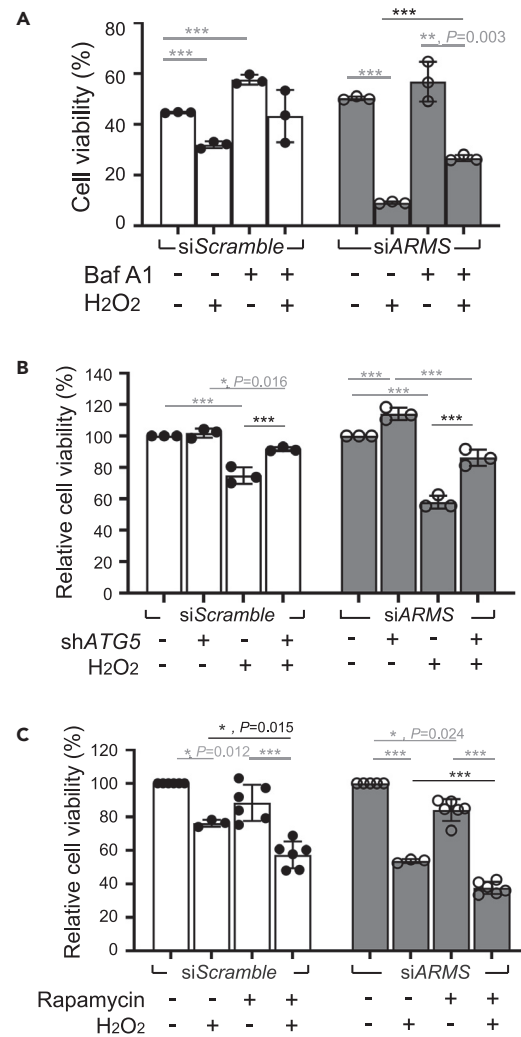 A
Cell viability (%)
80
60
40
20
0
***
***
***
***
**, P=0.003
siScramble
siARMS
Baf A1 - - + + - - + +
H2O2 - + - + - + - +
B
Relative cell viability (%)
140
120
100
80
60
40
20
0
*, P=0.016
***
***
*** ***
***
***
siScramble
siARMS
shATG5 - + - + - + - +
H2O2 - - + + - - + +
C
Relative cell viability (%)
120
100
80
60
40
20
0
* , P=0.015
* P=0.012 ***
* , P=0.024
*** ***
***
siScramble
siARMS
Rapamycin - - + + - - + +
H2O2 - + - + - + - +